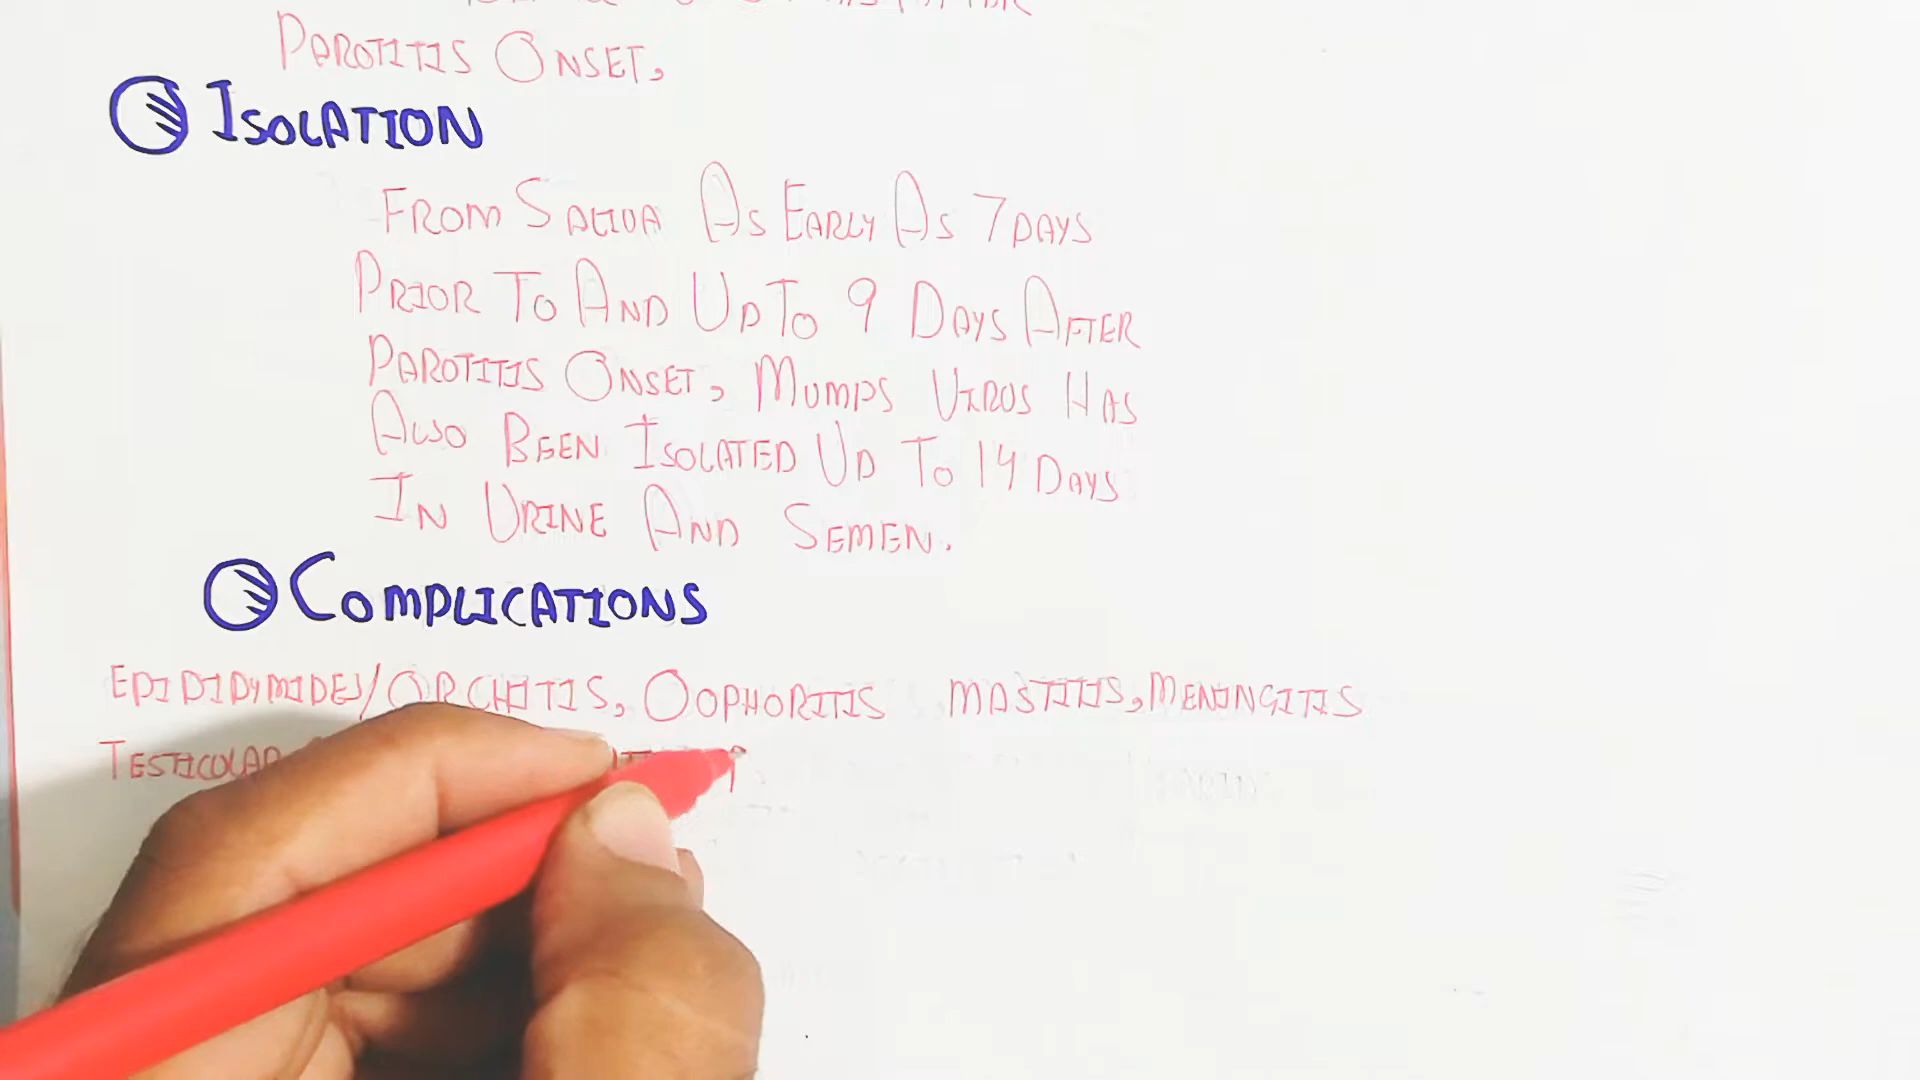 PAROTITIS ONSET,
ISOLATION
FROM SALIVA AS EARLY AS 7 DAYS
PRIOR TO AND UP TO 9 DAYS AFTER
PAROTITIS ONSET, MUMPS VIRUS HAS
ALSO BEEN ISOLATED UP TO 14 DAYS
IN URINE AND SEMEN.
COMPLICATIONS
ORCHITIS, OOPHORITIS MASTITIS, MENINGITIS
TESTICULAR